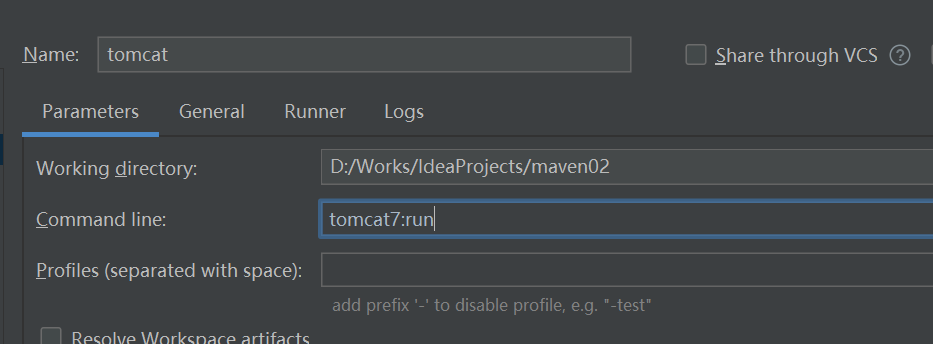 Name: tomcat Share through VCS ?
Parameters General Runner Logs
Working directory: D:/Works/IdeaProjects/maven02
Command line: tomcat7:run
Profiles (separated with space):
add prefix '-' to disable profile, e.g. "-test"
Resolve Workspace artifacts